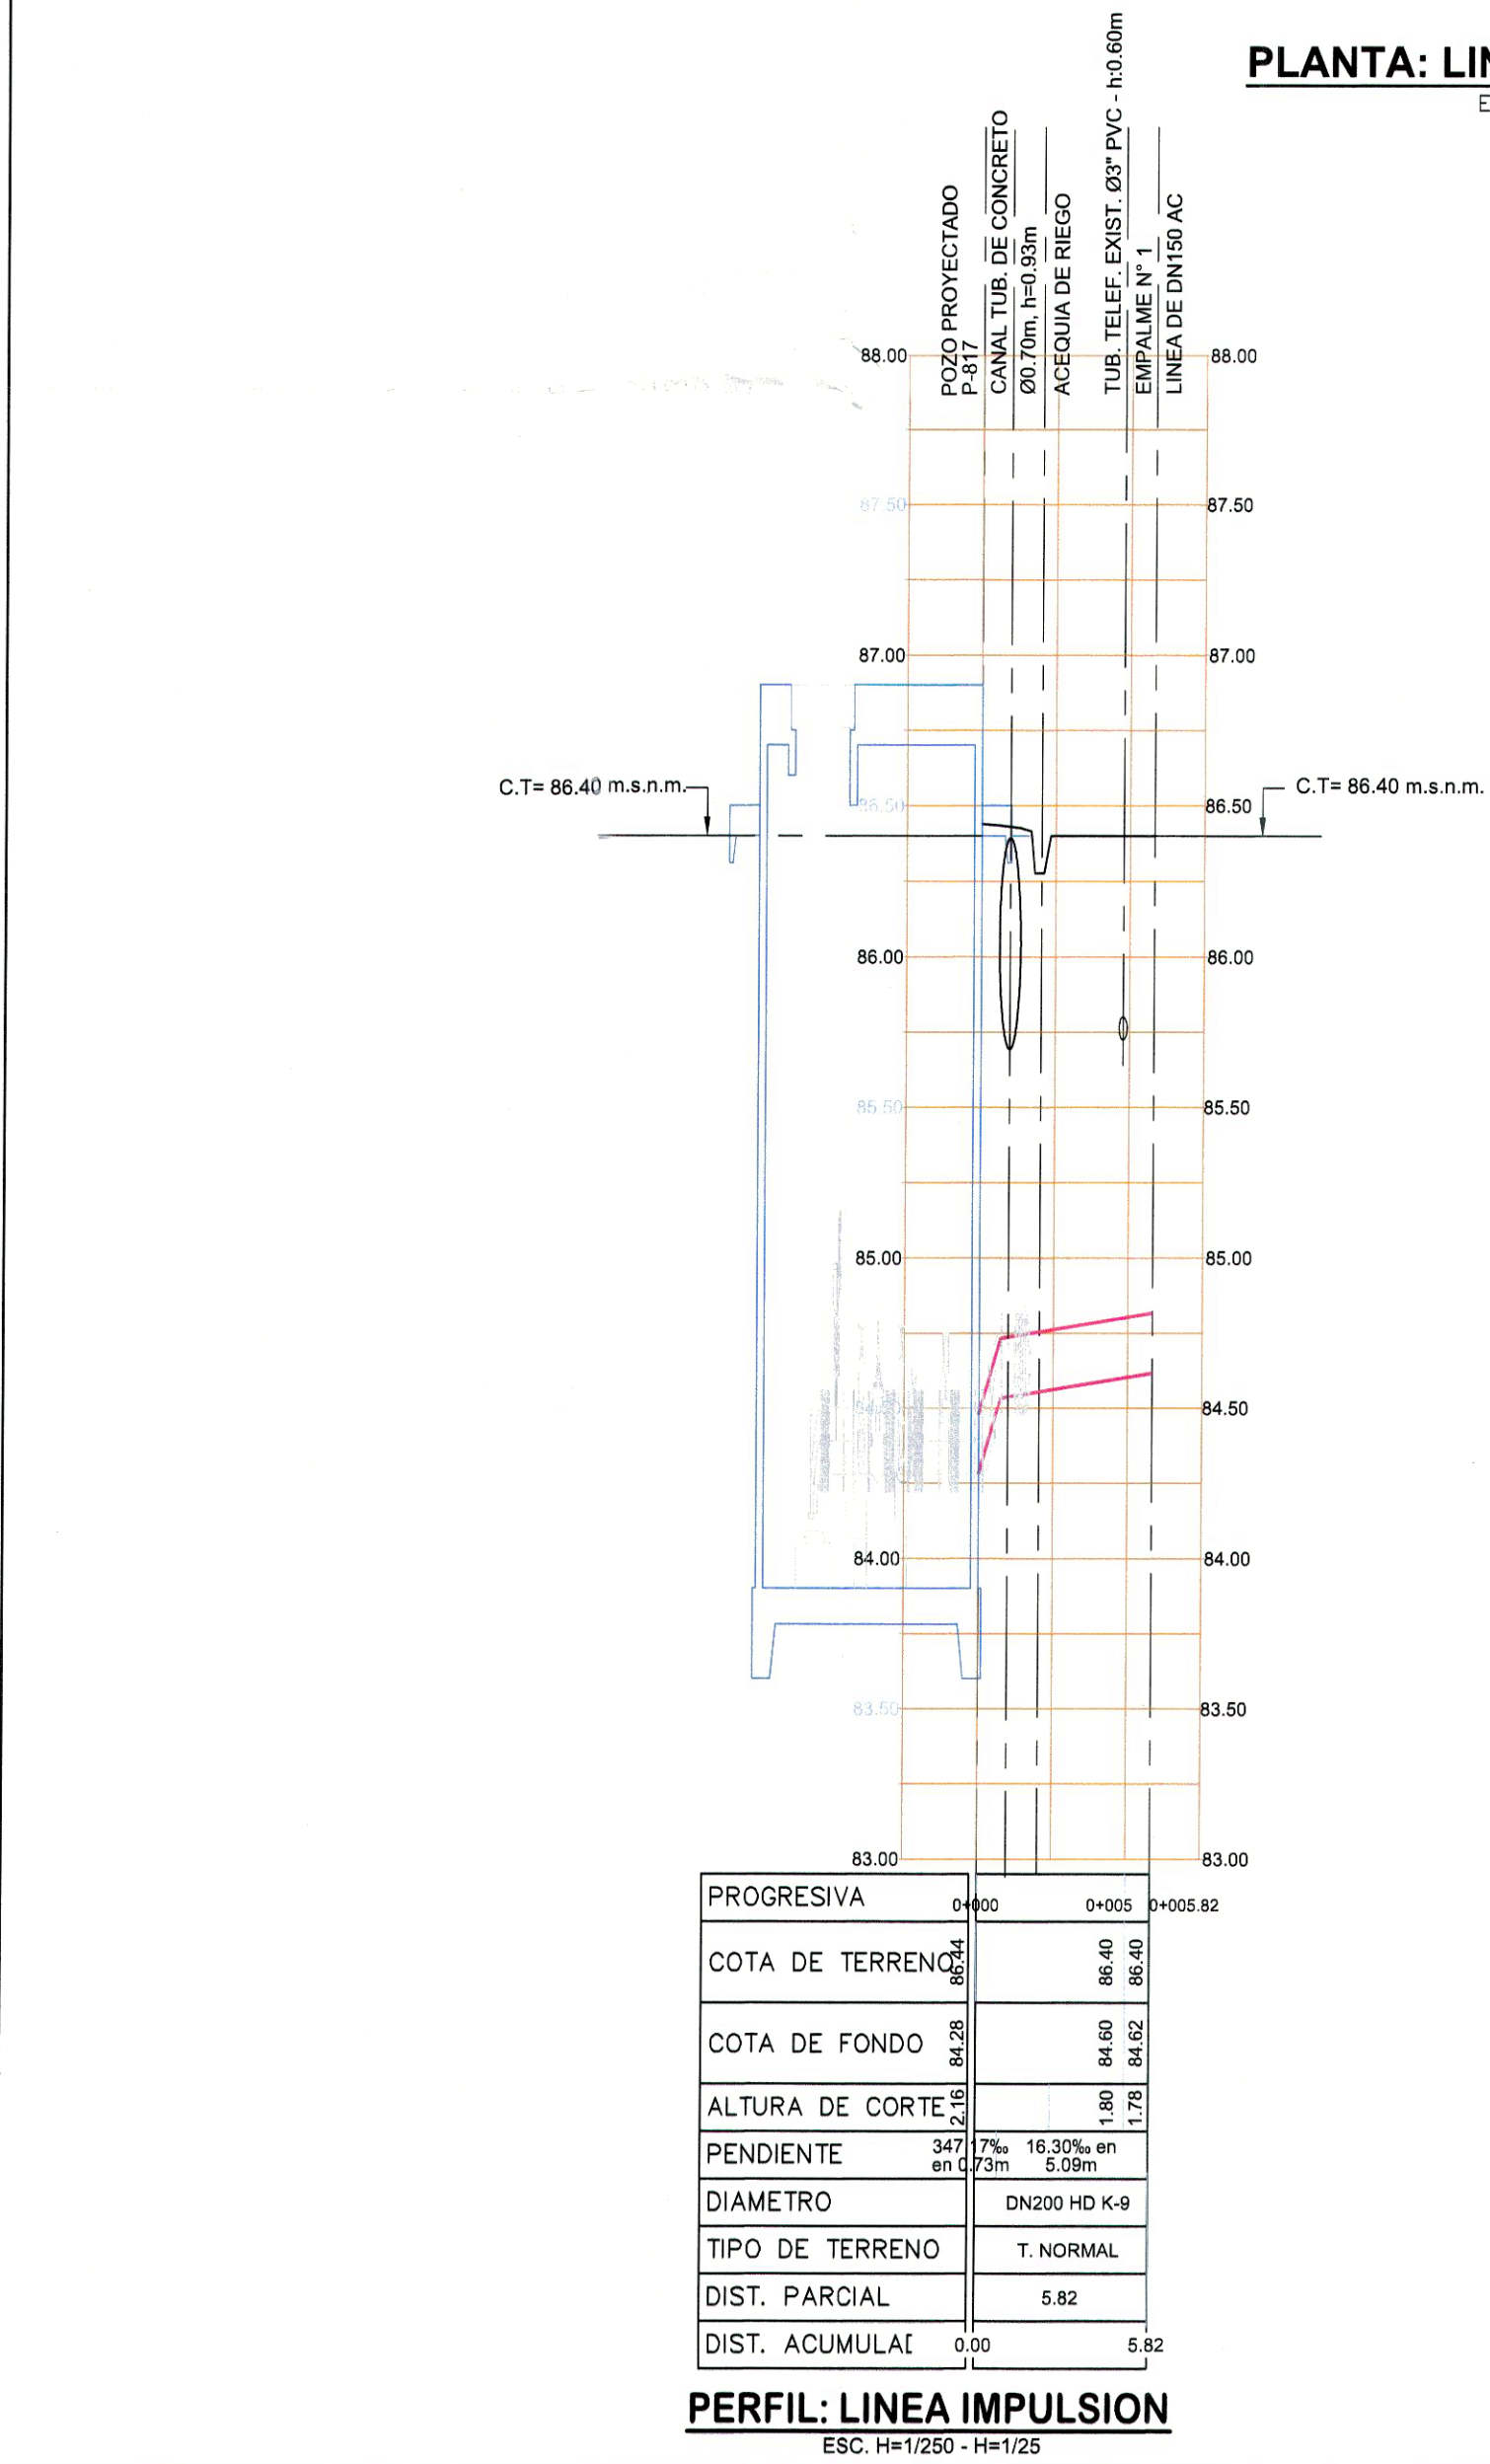 PLANTA: LIN
E
POZO PROYECTADO
P-817
CANAL TUB. DE CONCRETO
Ø0.70m, h=0.93m
ACEQUIA DE RIEGO
TUB. TELEF. EXIST. Ø3" PVC - h:0.60m
EMPALME N° 1
LINEA DE DN150 AC
88.00 88.00
87.50 87.50
87.00 87.00
C.T= 86.40 m.s.n.m. C.T= 86.40 m.s.n.m.
86.50 86.50
86.00 86.00
85.50 85.50
85.00 85.00
84.50
84.00 84.00
83.50 83.50
83.00 83.00
PROGRESIVA 0+000 0+005 0+005.82
COTA DE TERRENO 86.44 86.40 86.40
COTA DE FONDO 84.28 84.60 84.62
ALTURA DE CORTE 2.16 1.80 1.78
PENDIENTE 347.17‰ 16.30‰ en
en 0.73m 5.09m
DIAMETRO DN200 HD K-9
TIPO DE TERRENO T. NORMAL
DIST. PARCIAL 5.82
DIST. ACUMULAD 0.00 5.82
PERFIL: LINEA IMPULSION
ESC. H=1/250 - H=1/25